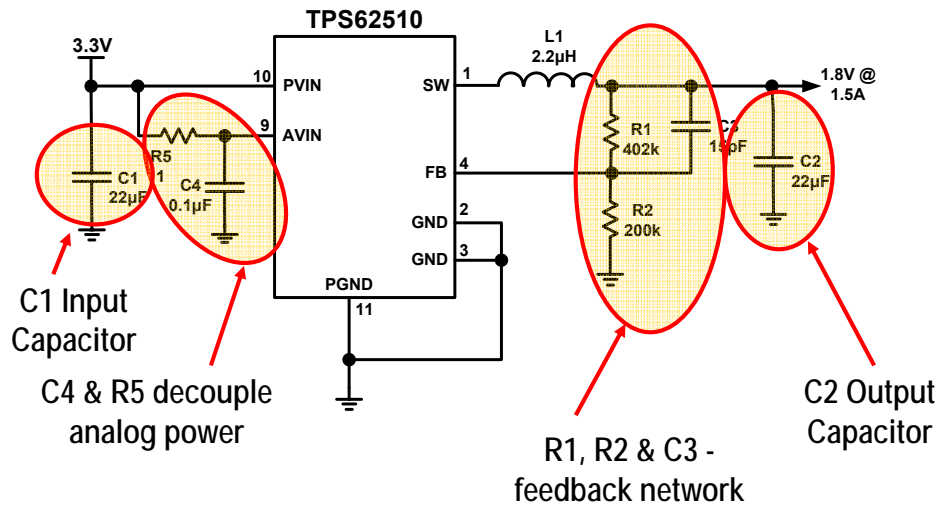 TPS62510
3.3V
L1
2.2µH
10
PVIN
SW
1
1.8V @
1.5A
9
AVIN
R5
1
C1
22µF
C4
0.1µF
R1
402k
C3
15pF
C2
22µF
FB
4
R2
200k
GND
2
GND
3
PGND
11
C1 Input
Capacitor
C4 & R5 decouple
analog power
R1, R2 & C3 -
feedback network
C2 Output
Capacitor